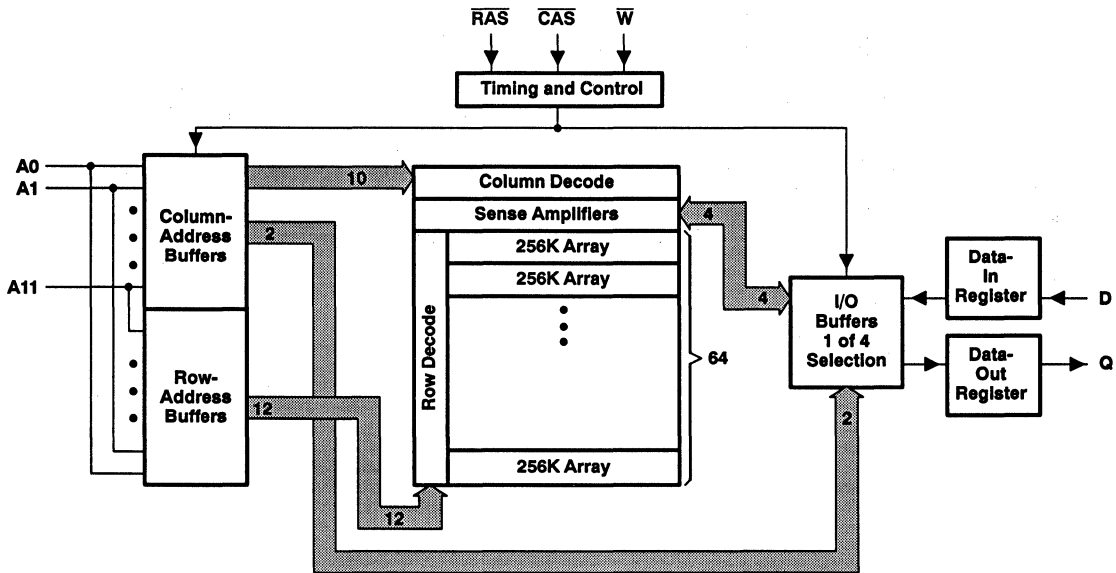 R̅A̅S̅ C̅A̅S̅ W̅
Timing and Control
A0
A1
A11
Column-
Address
Buffers
Row-
Address
Buffers
10
2
12
12
Column Decode
Sense Amplifiers
Row Decode
256K Array
256K Array
256K Array
64
4
4
2
I/O
Buffers
1 of 4
Selection
Data-
In
Register
D
Data-
Out
Register
Q